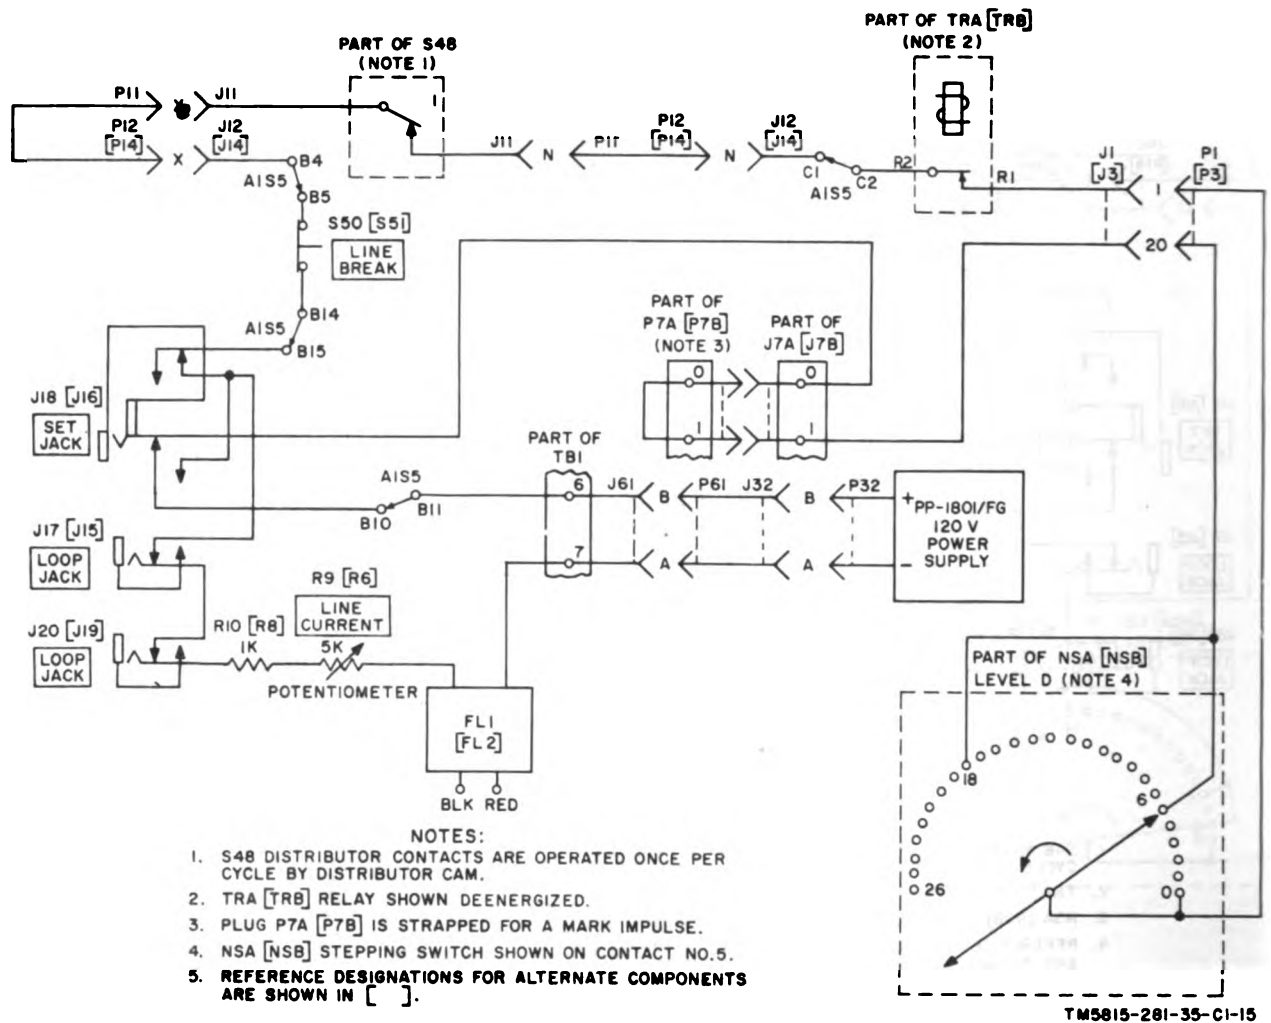 PART OF TRA [TRB]
(NOTE 2)
PART OF S48
(NOTE 1)
P11
J11
1
P12
[P14]
X
J12
[J14]
B4
A1S5
B5
J11
N
P11
P12
[P14]
N
J12
[J14]
C1
A1S5
C2
R2
R1
J1
[J3]
1
P1
[P3]
20
S50 [S51]
LINE
BREAK
B14
A1S5
B15
PART OF
P7A [P7B]
(NOTE 3)
PART OF
J7A [J7B]
0
0
1
1
J18 [J16]
SET
JACK
PART OF
TB1
A1S5
B11
B10
6
7
J61
B
P61
J32
B
P32
A
A
+
-
PP-1801/FG
120 V
POWER
SUPPLY
J17 [J15]
LOOP
JACK
J20 [J19]
LOOP
JACK
R10 [R8]
1K
R9 [R6]
LINE
CURRENT
5K
POTENTIOMETER
FL1
[FL2]
BLK RED
PART OF NSA [NSB]
LEVEL D (NOTE 4)
18
6
26
0
NOTES:
1. S48 DISTRIBUTOR CONTACTS ARE OPERATED ONCE PER
CYCLE BY DISTRIBUTOR CAM.
2. TRA [TRB] RELAY SHOWN DEENERGIZED.
3. PLUG P7A [P7B] IS STRAPPED FOR A MARK IMPULSE.
4. NSA [NSB] STEPPING SWITCH SHOWN ON CONTACT NO.5.
5. REFERENCE DESIGNATIONS FOR ALTERNATE COMPONENTS
ARE SHOWN IN [ ].
TM5815-281-35-C1-15